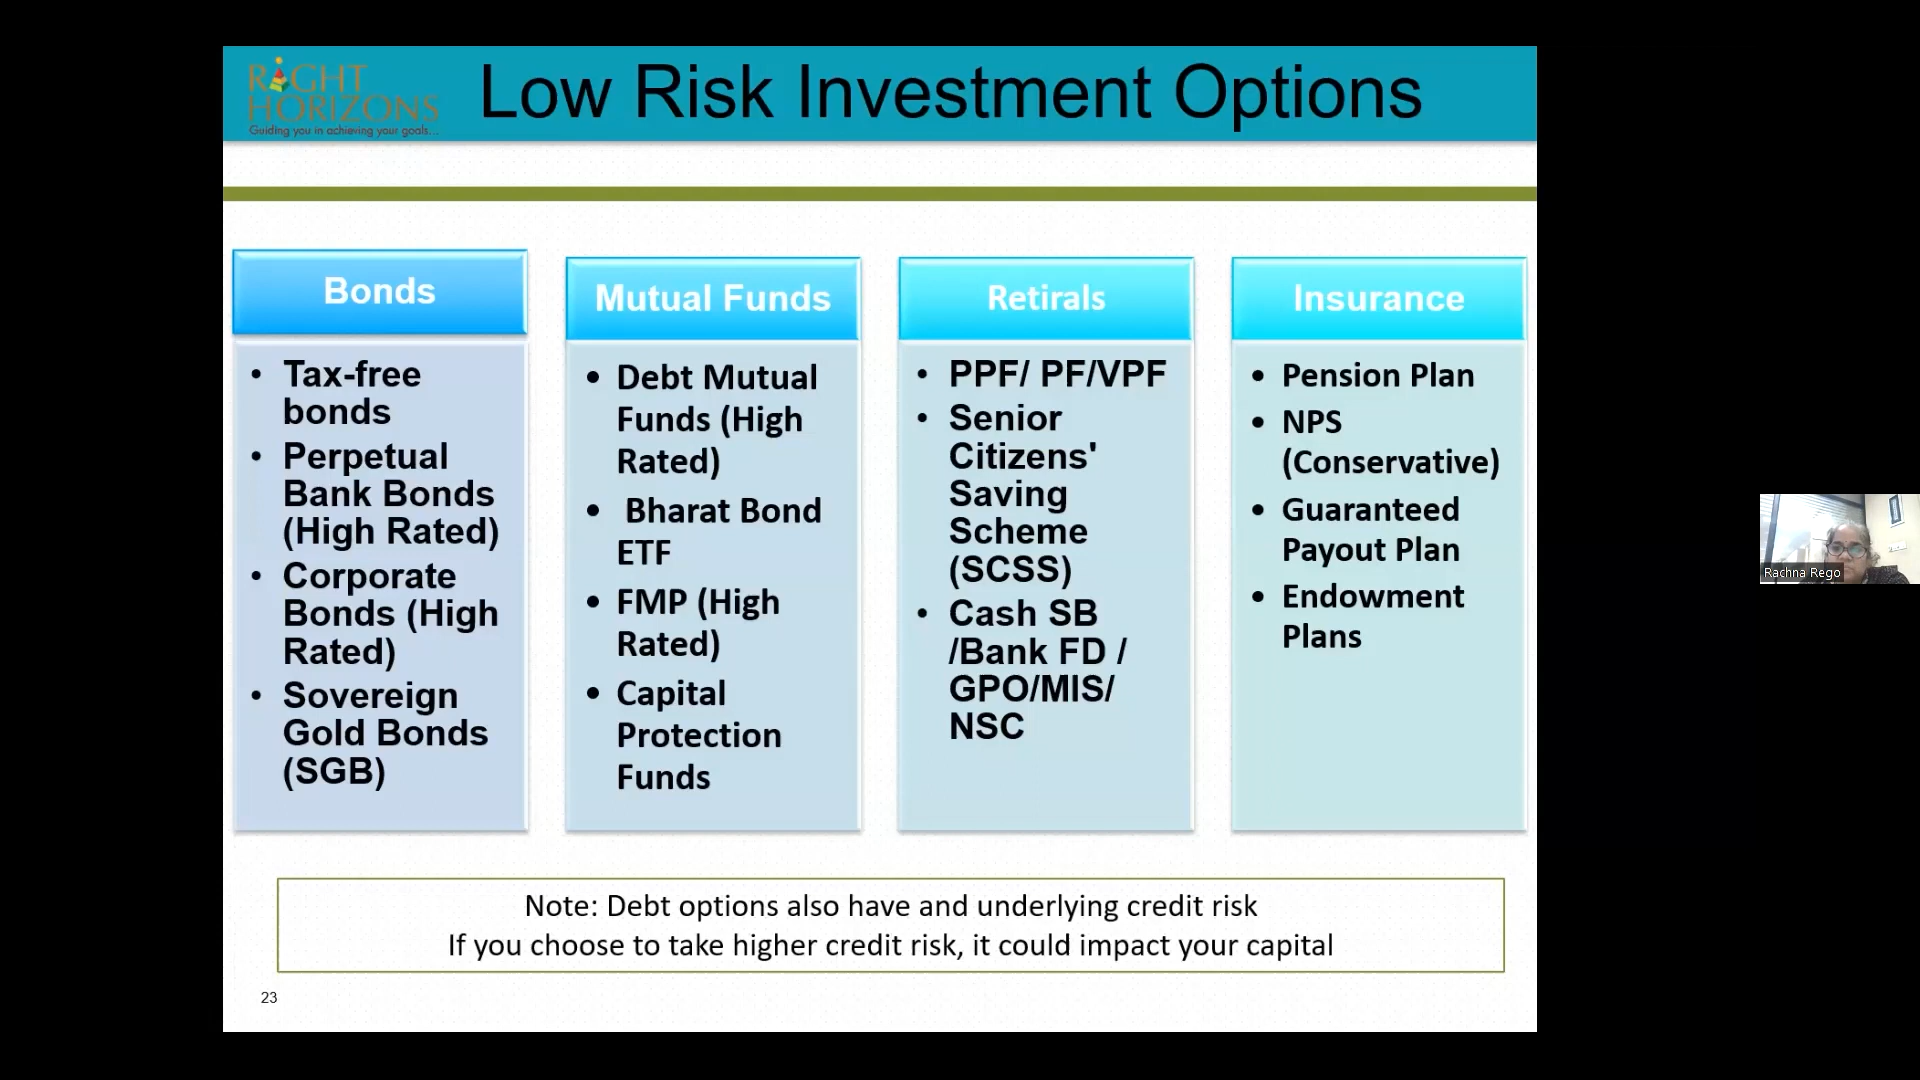 RIGHT
HORIZONS
Guiding you in achieving your goals...
Low Risk Investment Options
Bonds
• Tax-free
bonds
• Perpetual
Bank Bonds
(High Rated)
• Corporate
Bonds (High
Rated)
• Sovereign
Gold Bonds
(SGB)
Mutual Funds
• Debt Mutual
Funds (High
Rated)
• Bharat Bond
ETF
• FMP (High
Rated)
• Capital
Protection
Funds
Retirals
• PPF/ PF/VPF
• Senior
Citizens'
Saving
Scheme
(SCSS)
• Cash SB
/Bank FD /
GPO/MIS/
NSC
Insurance
• Pension Plan
• NPS
(Conservative)
• Guaranteed
Payout Plan
• Endowment
Plans
Note: Debt options also have and underlying credit risk
If you choose to take higher credit risk, it could impact your capital
23
Rachna Rego